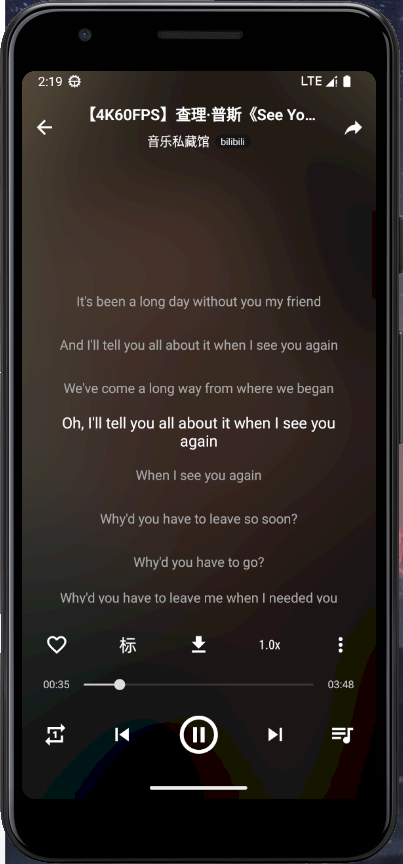 2:19 LTE
【4K60FPS】查理·普斯《See Yo...
音乐私藏馆 bilibili
It's been a long day without you my friend
And I'll tell you all about it when I see you again
We've come a long way from where we began
Oh, I'll tell you all about it when I see you
again
When I see you again
Why'd you have to leave so soon?
Why'd you have to go?
Why'd you have to leave me when I needed you
标 1.0x
00:35 03:48
1